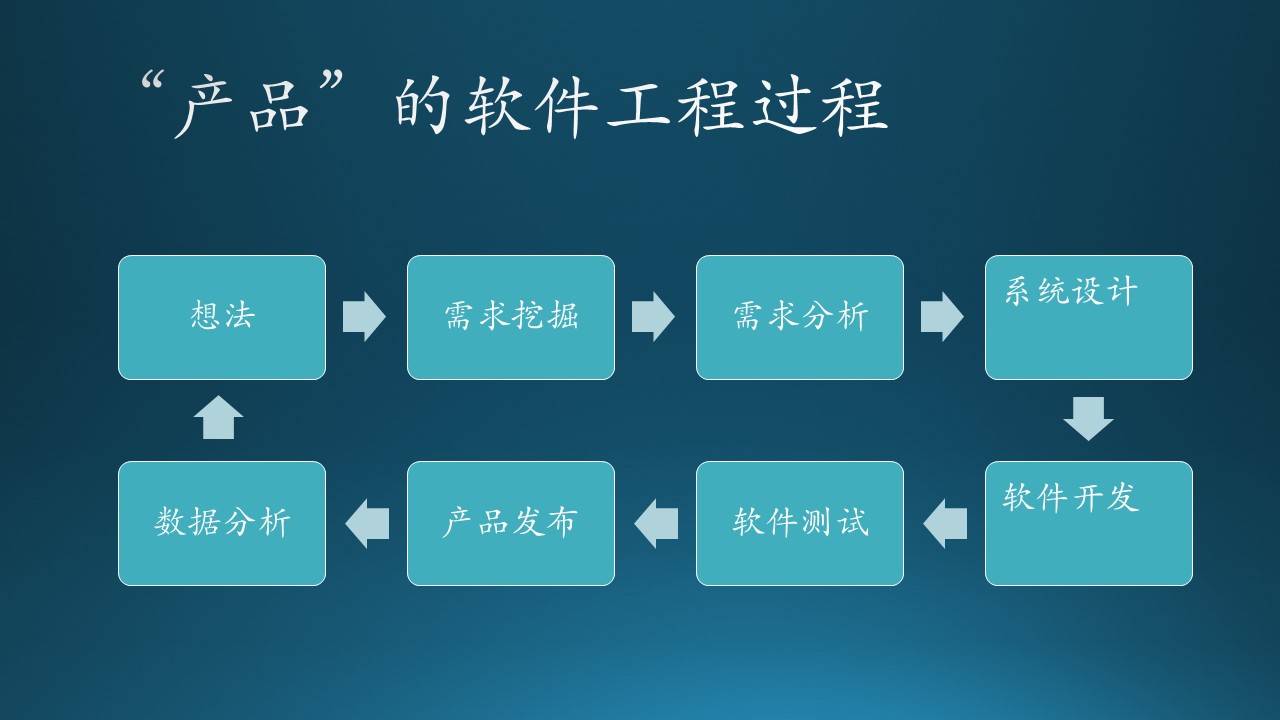 “产品”的软件工程过程
想法
需求挖掘
需求分析
系统设计
软件开发
软件测试
产品发布
数据分析